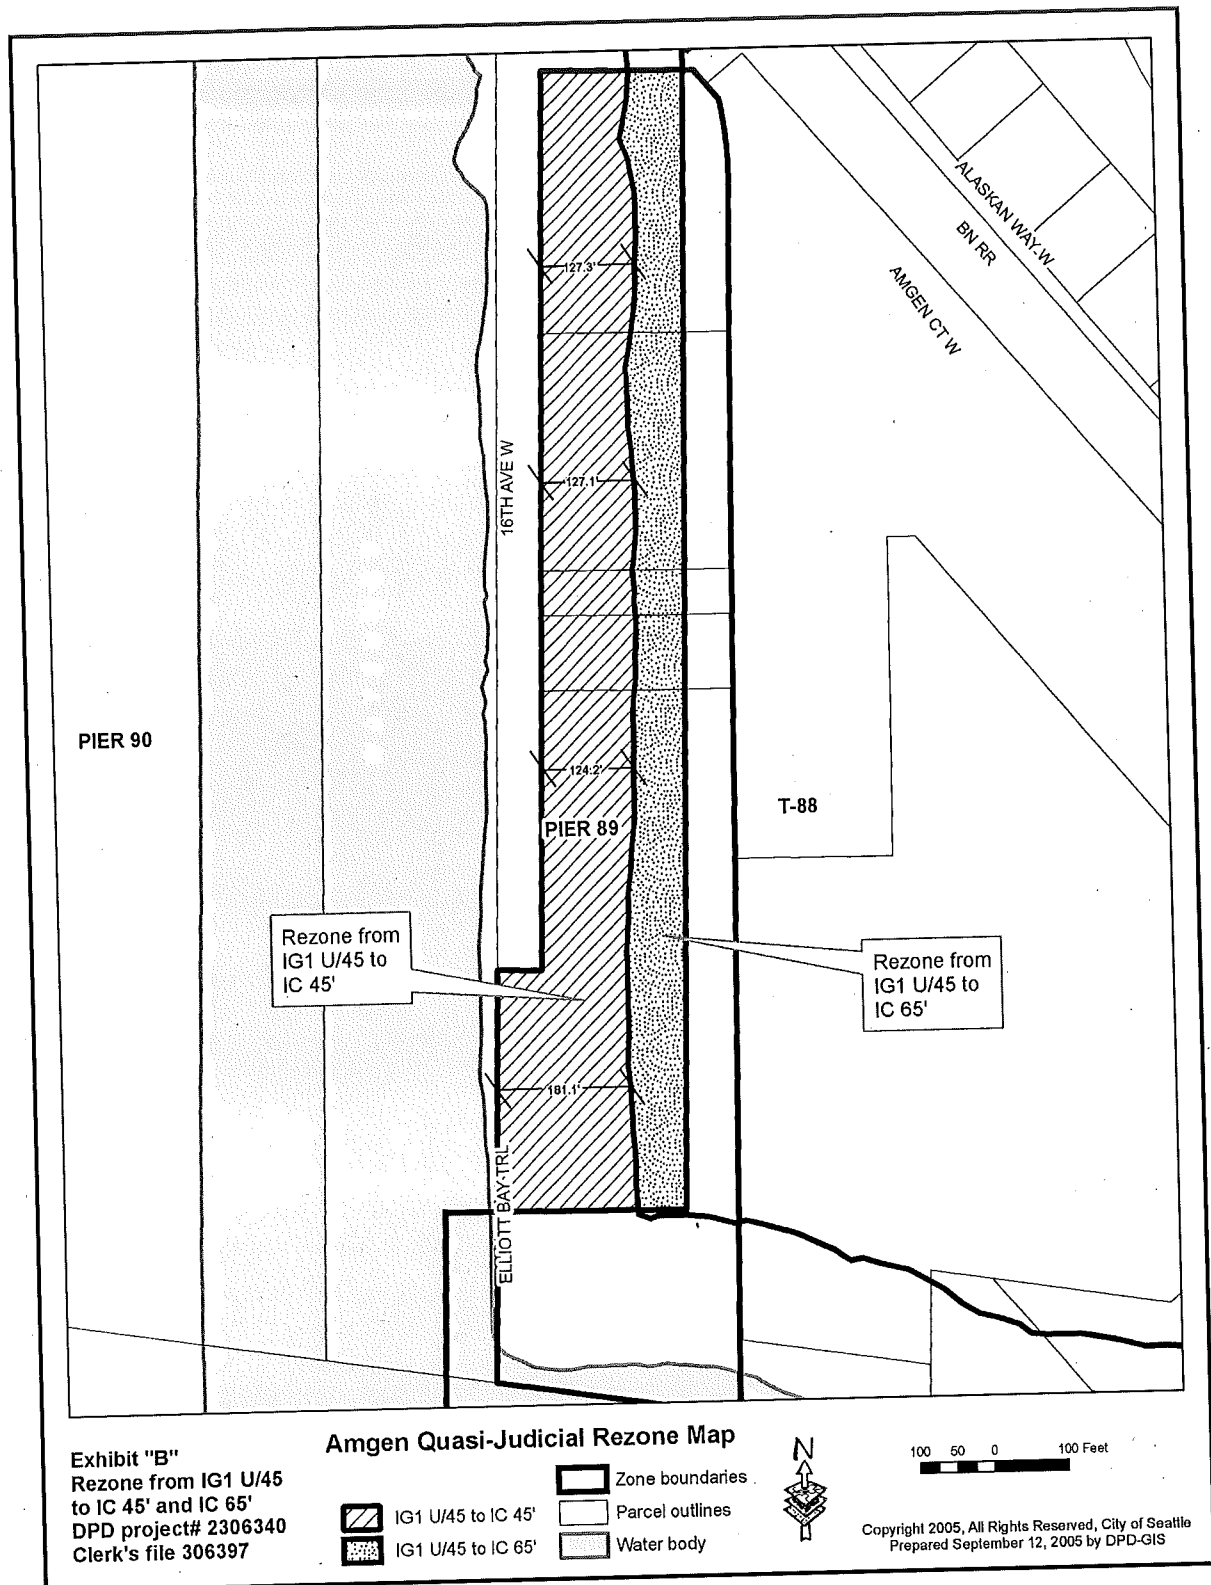 ALASKAN WAY W
BN RR
AMGEN CT W
127.3'
16TH AVE W
127.1'
PIER 90
124.2'
T-88
PIER 89
Rezone from
IG1 U/45 to
IC 45'
Rezone from
IG1 U/45 to
IC 65'
181.1'
ELLIOTT BAY TRL
Exhibit "B"
Rezone from IG1 U/45
to IC 45' and IC 65'
DPD project# 2306340
Clerk's file 306397
Amgen Quasi-Judicial Rezone Map
IG1 U/45 to IC 45'
IG1 U/45 to IC 65'
Zone boundaries
Parcel outlines
Water body
N
100 50 0 100 Feet
Copyright 2005, All Rights Reserved, City of Seattle
Prepared September 12, 2005 by DPD-GIS